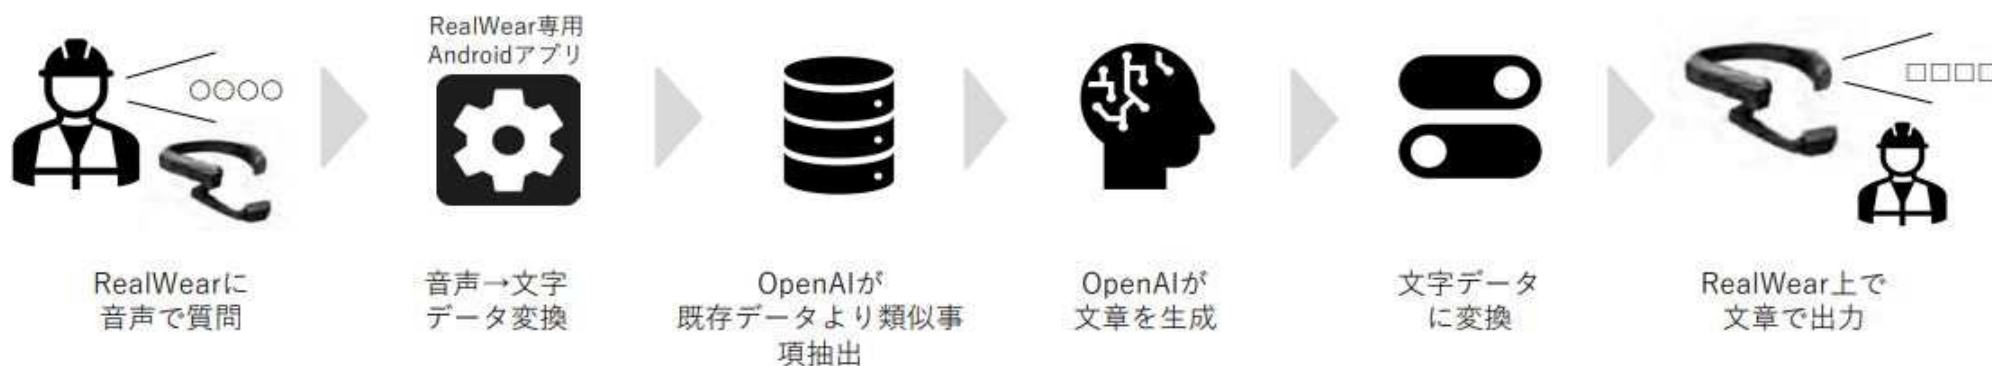 RealWear専用
Androidアプリ
○○○○
□□□□
RealWearに
音声で質問
音声→文字
データ変換
OpenAIが
既存データより類似事
項抽出
OpenAIが
文章を生成
文字データ
に変換
RealWear上で
文章で出力